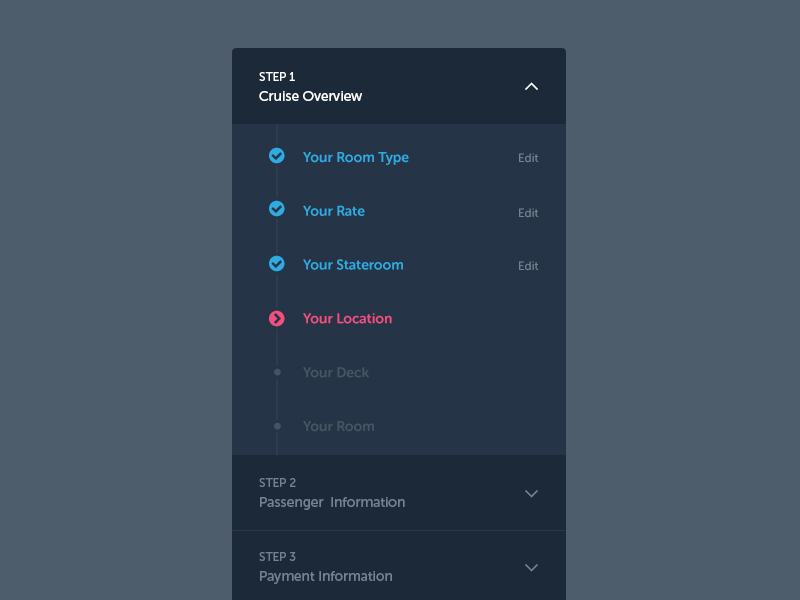 STEP 1
Cruise Overview
Your Room Type Edit
Your Rate Edit
Your Stateroom Edit
Your Location
Your Deck
Your Room
STEP 2
Passenger Information
STEP 3
Payment Information